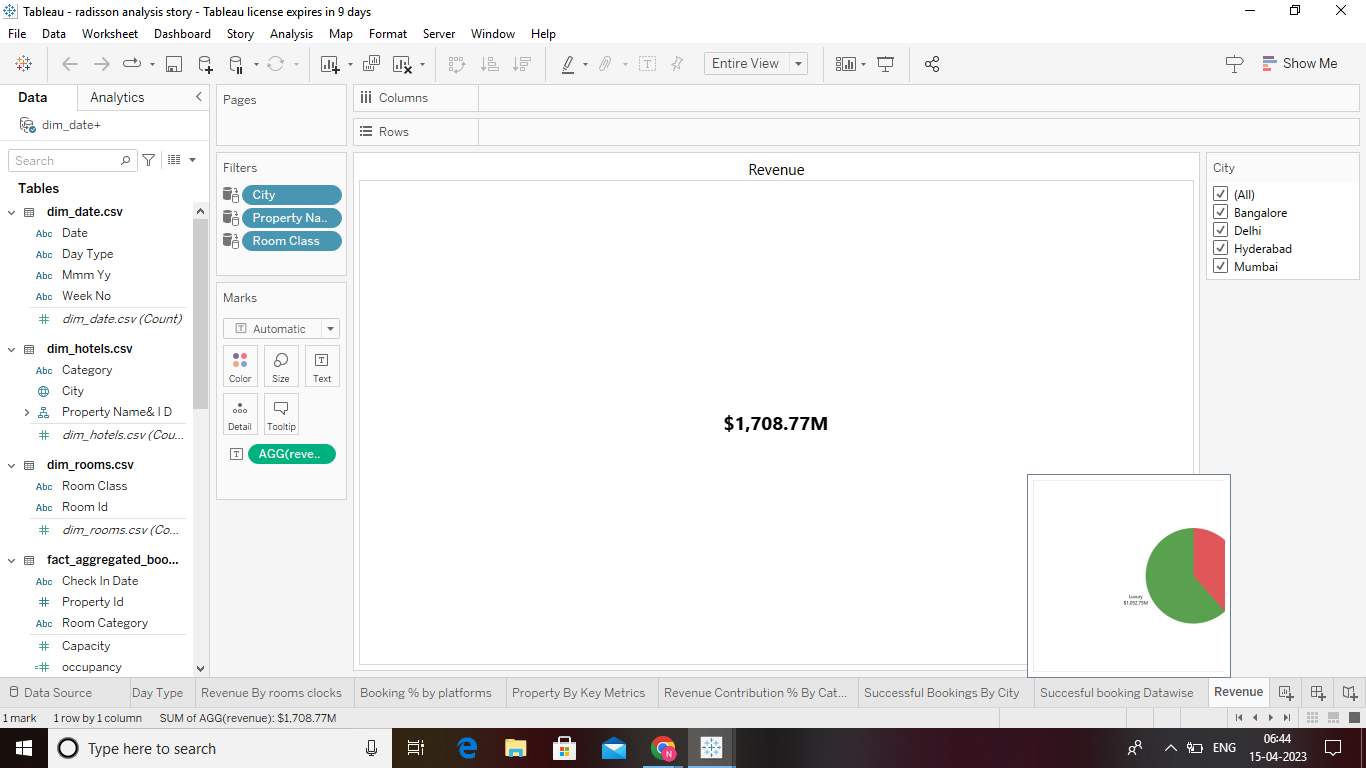 Tableau - radisson analysis story - Tableau license expires in 9 days
File Data Worksheet Dashboard Story Analysis Map Format Server Window Help
Entire View
Show Me
Data Analytics
dim_date+
Search
Tables
dim_date.csv
Abc Date
Abc Day Type
Abc Mmm Yy
Abc Week No
dim_date.csv (Count)
dim_hotels.csv
Abc Category
City
Property Name& I D
dim_hotels.csv (Cou...
dim_rooms.csv
Abc Room Class
Abc Room Id
dim_rooms.csv (Co...
fact_aggregated_boo...
Abc Check In Date
Property Id
Abc Room Category
Capacity
occupancy
Pages
Filters
City
Property Na..
Room Class
Marks
T Automatic
Color Size Text
Detail Tooltip
T AGG(reve..
Columns
Rows
Revenue
$1,708.77M
Luxury
$1,052.75M
City
(All)
Bangalore
Delhi
Hyderabad
Mumbai
Data Source Day Type Revenue By rooms clocks Booking % by platforms Property By Key Metrics Revenue Contribution % By Cat... Successful Bookings By City Succesful booking Datawise Revenue
1 mark 1 row by 1 column SUM of AGG(revenue): $1,708.77M
Type here to search
N
ENG
06:44
15-04-2023